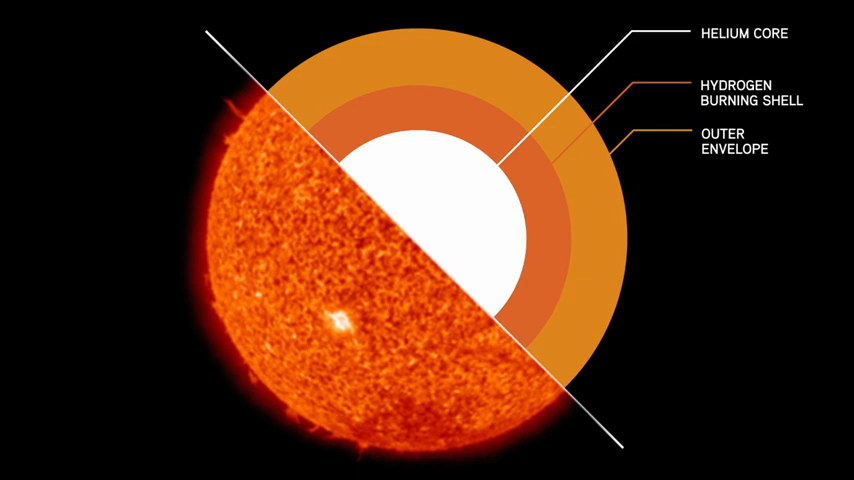 HELIUM CORE
HYDROGEN
BURNING SHELL
OUTER
ENVELOPE